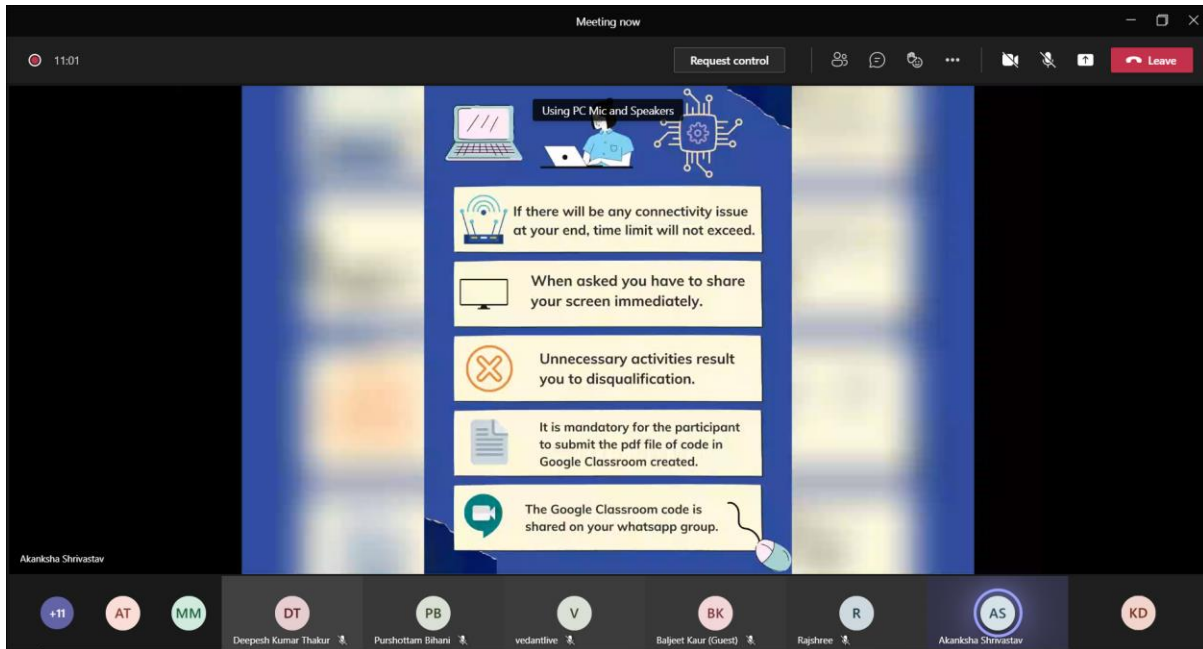 Meeting now
11:01
Request control
Leave
Using PC Mic and Speakers
If there will be any connectivity issue
at your end, time limit will not exceed.
When asked you have to share
your screen immediately.
Unnecessary activities result
you to disqualification.
It is mandatory for the participant
to submit the pdf file of code in
Google Classroom created.
The Google Classroom code is
shared on your whatsapp group.
Akanksha Shrivastav
+11
AT
MM
DT
PB
V
BK
R
AS
KD
Deepesh Kumar Thakur
Purshottam Bihani
vedantlive
Baljeet Kaur (Guest)
Rajshree
Akanksha Shrivastav